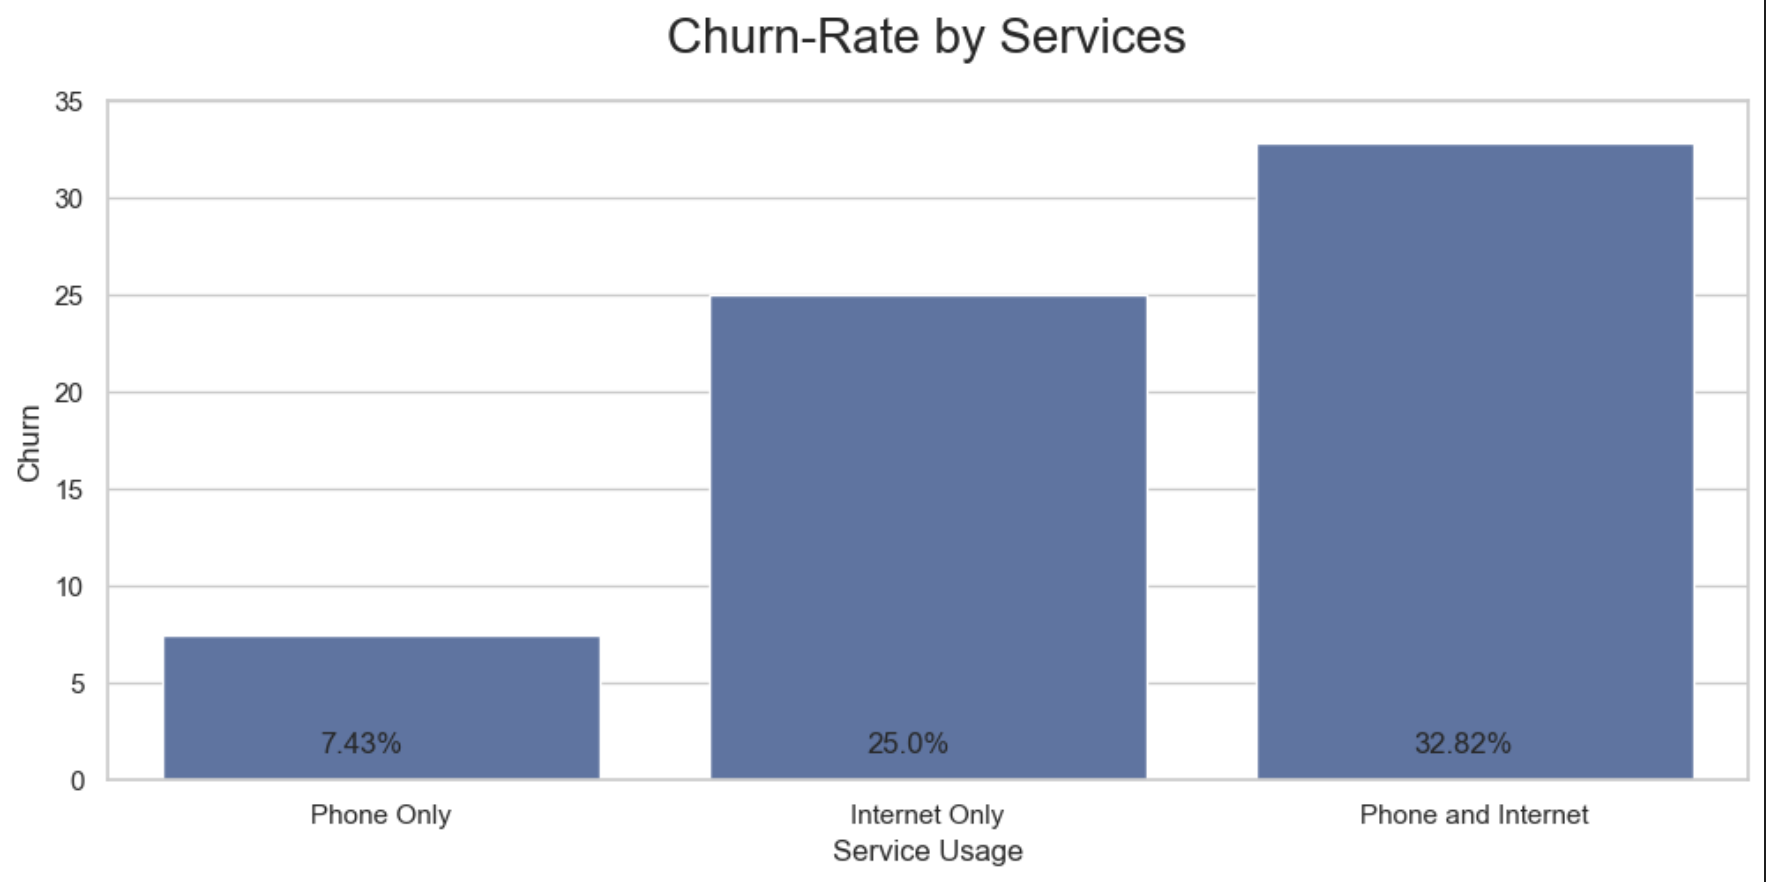 Churn-Rate by Services
35
30
25
20
15
10
5
0
Churn
7.43%
25.0%
32.82%
Phone Only
Internet Only
Phone and Internet
Service Usage